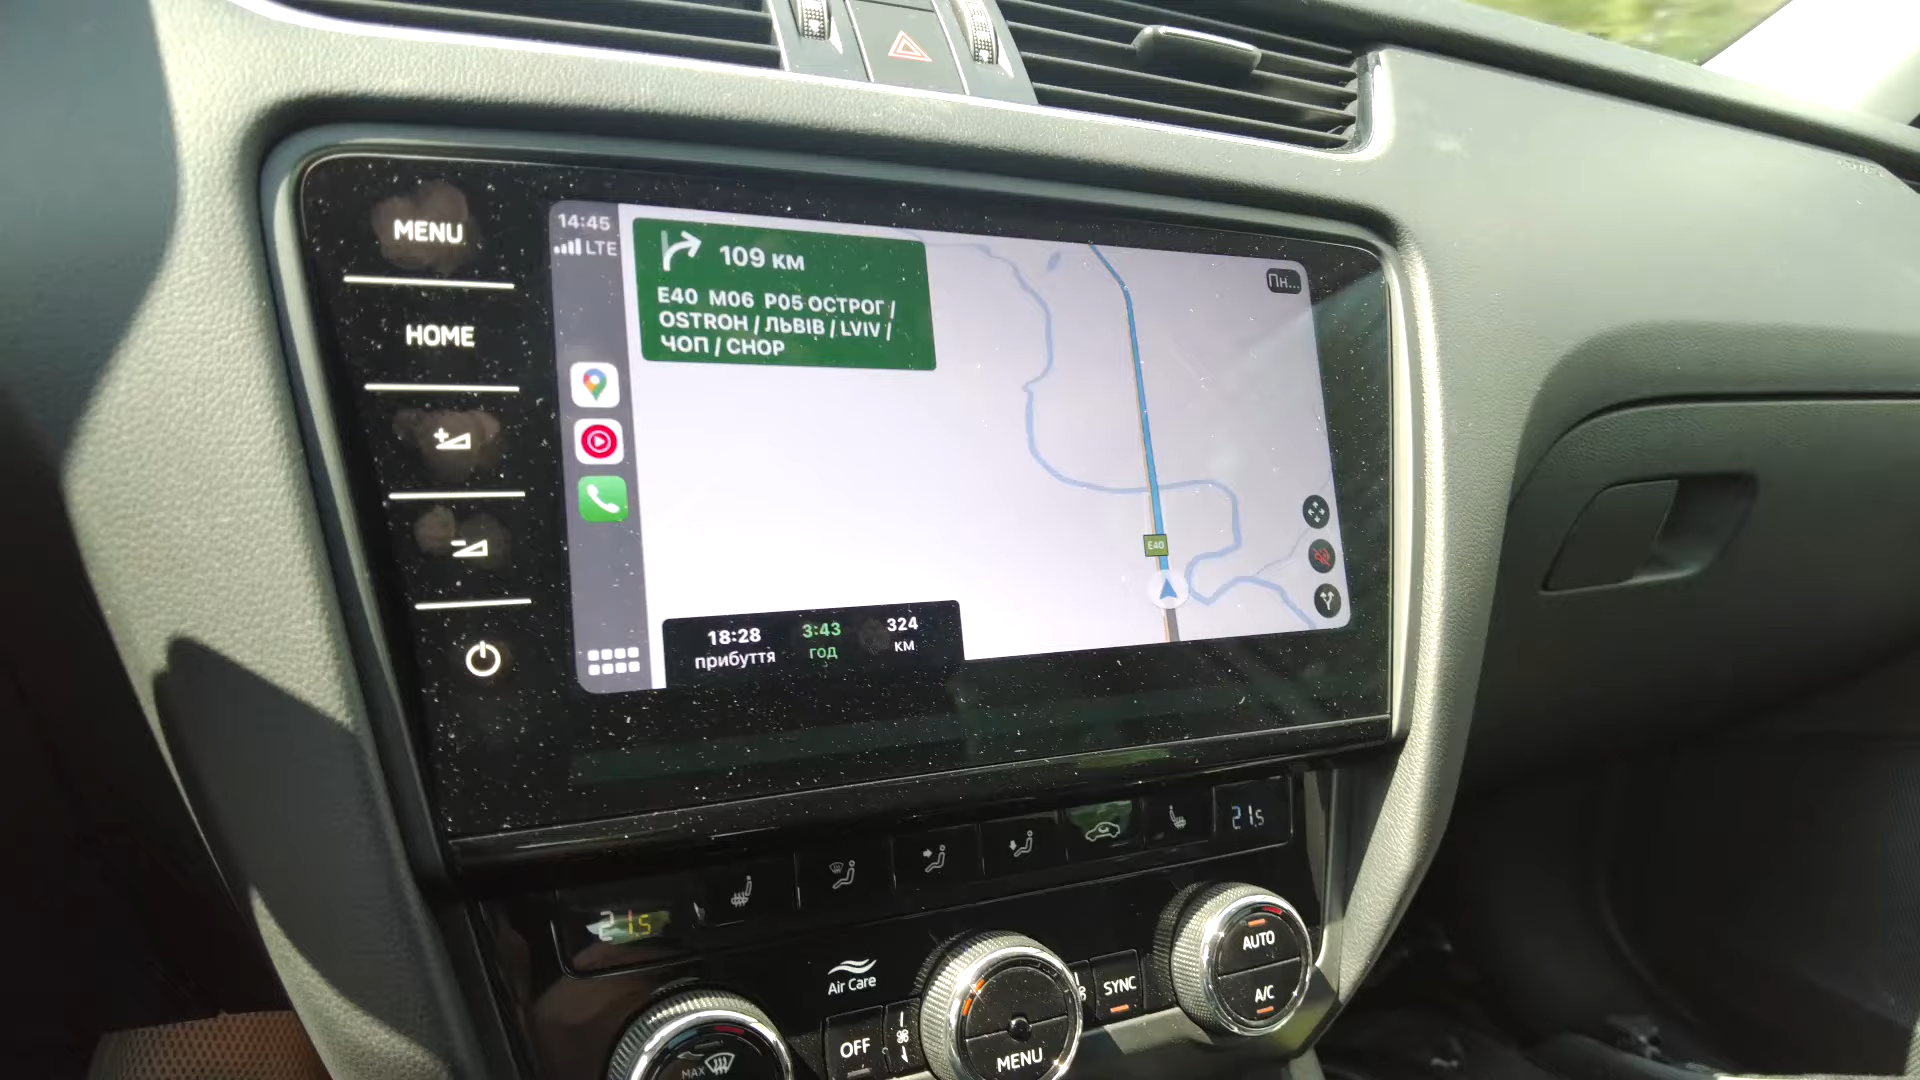 MENU
HOME
14:45
LTE
109 км
E40 M06 P05 ОСТРОГ /
OSTROH / ЛЬВІВ / LVIV /
ЧОП / CHOP
Пн...
E40
18:28
прибуття
3:43
год
324
км
21.5
21.5
Air Care
AUTO
A/C
SYNC
OFF
MENU
MAX